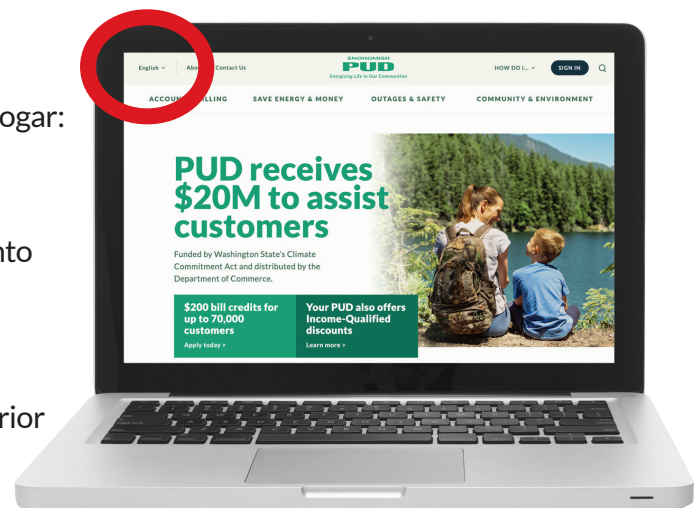 ogar:
nto
rior
English
Contact Us
SNOHOMISH
PUD
Energizing Life in Our Communities
HOW DO I...
SIGN IN
SAVE ENERGY & MONEY
OUTAGES & SAFETY
COMMUNITY & ENVIRONMENT
PUD receives
$20M to assist
customers
Funded by Washington State's Climate
Commitment Act and distributed by the
Department of Commerce.
$200 bill credits for
up to 70,000
customers
Apply today >
Your PUD also offers
Income-Qualified
discounts
Learn more >